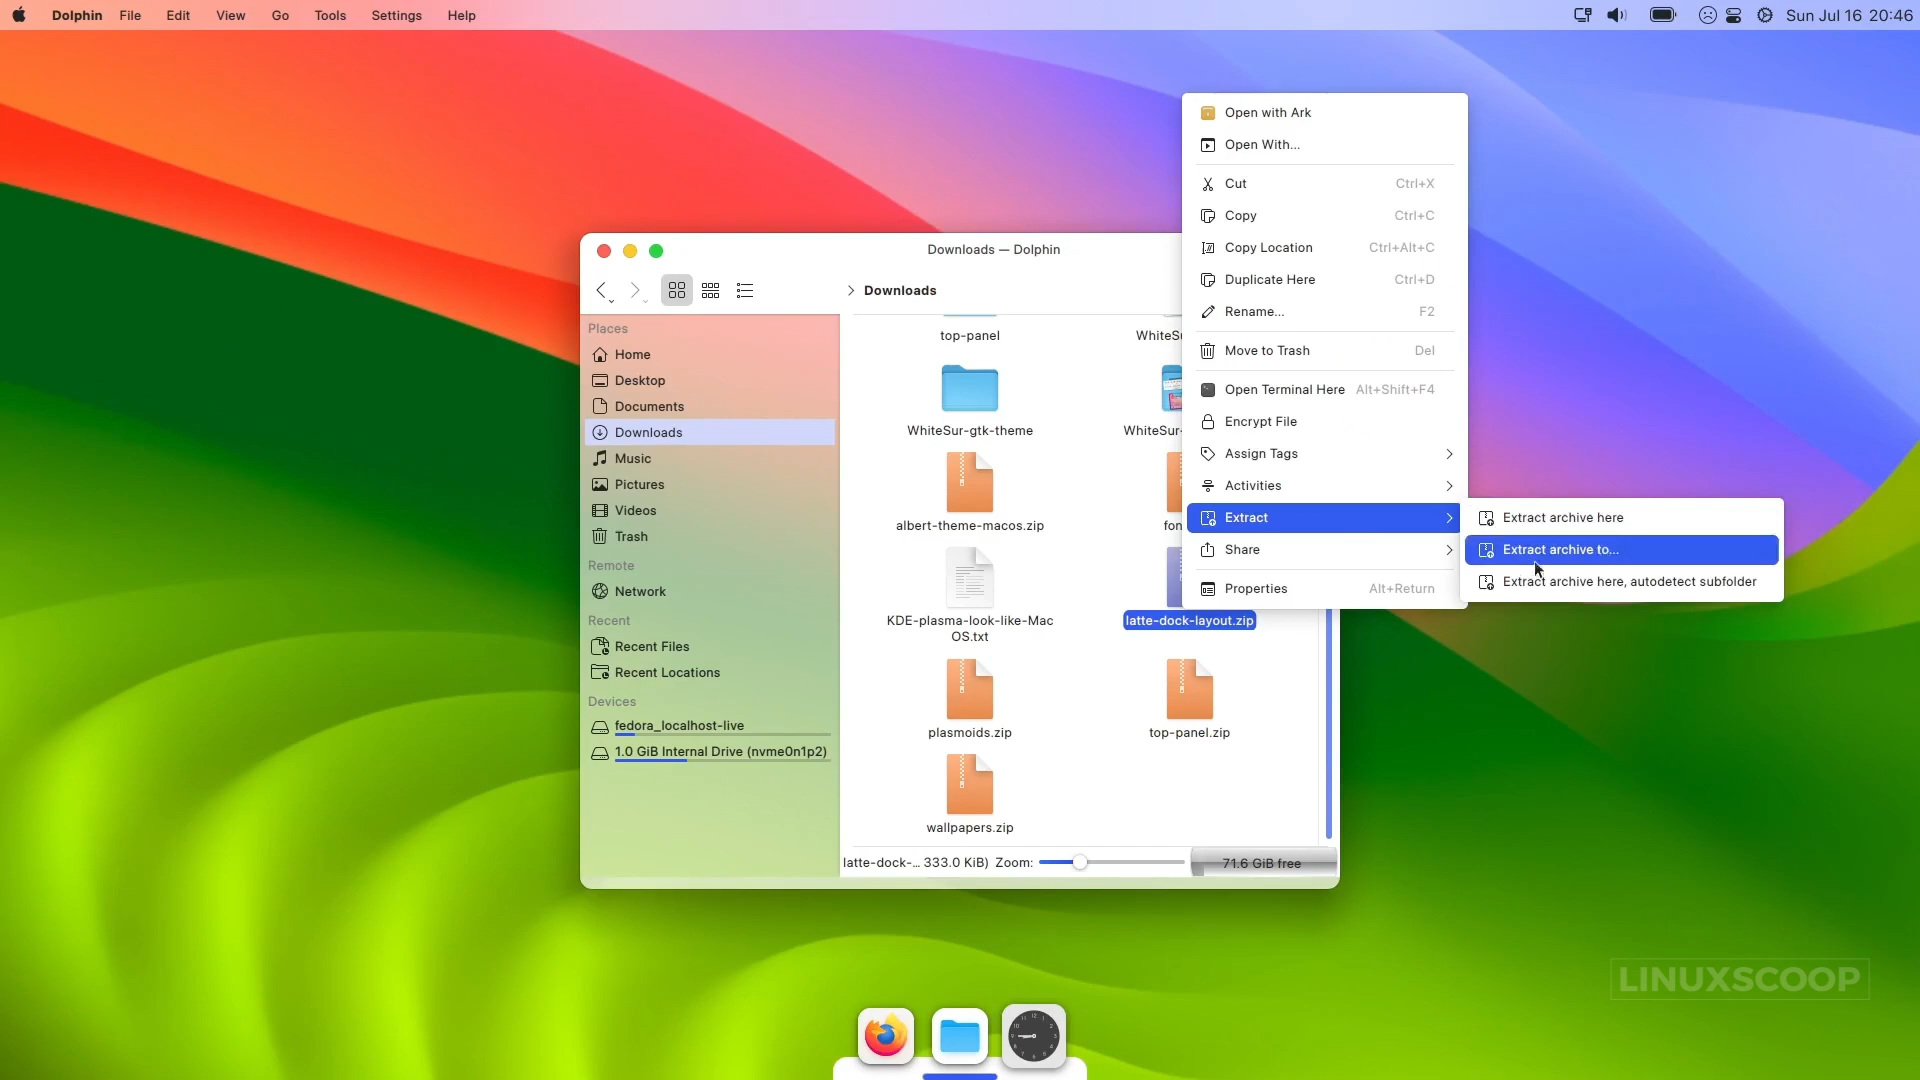 Dolphin File Edit View Go Tools Settings Help
Sun Jul 16 20:46
Downloads — Dolphin
Downloads
Places
Home
Desktop
Documents
Downloads
Music
Pictures
Videos
Trash
Remote
Network
Recent
Recent Files
Recent Locations
Devices
fedora_localhost-live
1.0 GiB Internal Drive (nvme0n1p2)
top-panel
WhiteS
WhiteSur-gtk-theme
WhiteSur-
albert-theme-macos.zip
fon
KDE-plasma-look-like-Mac
OS.txt
latte-dock-layout.zip
plasmoids.zip
top-panel.zip
wallpapers.zip
latte-dock-... 333.0 KiB) Zoom:
71.6 GiB free
Open with Ark
Open With...
Cut Ctrl+X
Copy Ctrl+C
Copy Location Ctrl+Alt+C
Duplicate Here Ctrl+D
Rename... F2
Move to Trash Del
Open Terminal Here Alt+Shift+F4
Encrypt File
Assign Tags
Activities
Extract
Share
Properties Alt+Return
Extract archive here
Extract archive to...
Extract archive here, autodetect subfolder
LINUXSCOOP